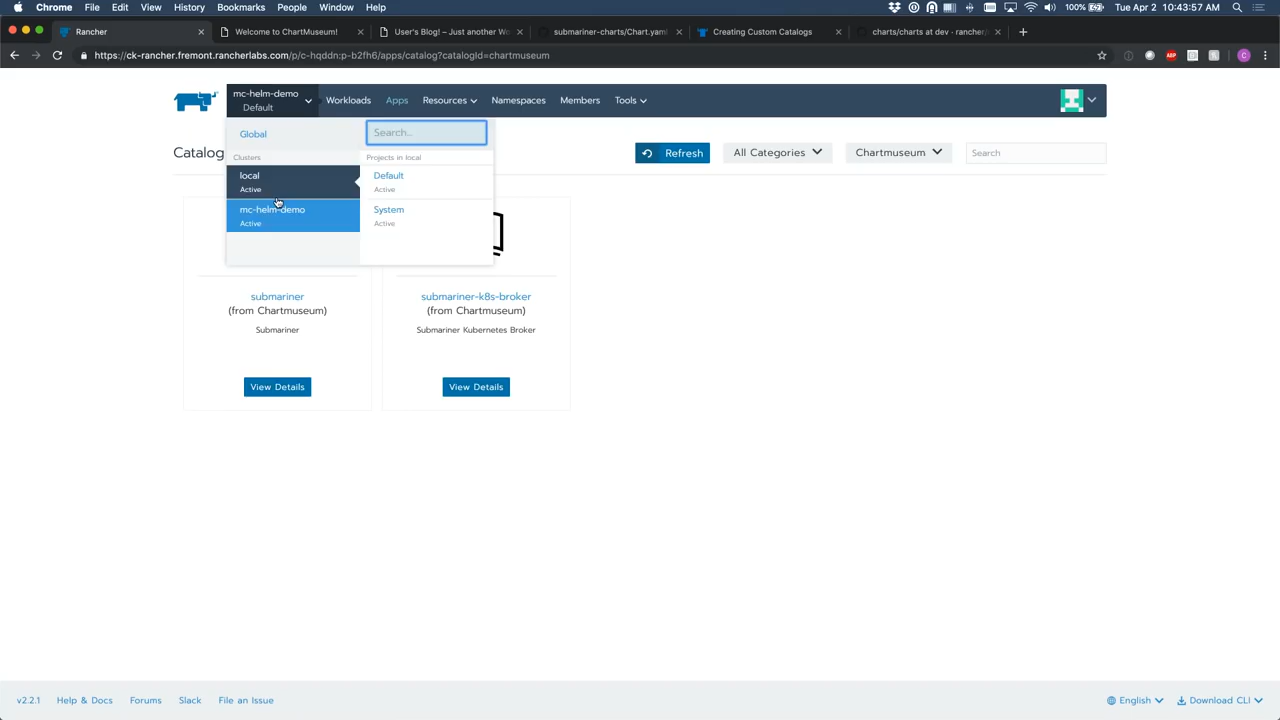 Chrome File Edit View History Bookmarks People Window Help 100% Tue Apr 2 10:43:57 AM
Rancher
Welcome to ChartMuseum!
User's Blog! – Just another Wo
submariner-charts/Chart.yaml
Creating Custom Catalogs
charts/charts at dev · rancher/
https://ck-rancher.fremont.rancherlabs.com/p/c-hqddn:p-b2fh6/apps/catalog?catalogId=chartmuseum
mc-helm-demo
Default
Workloads Apps Resources Namespaces Members Tools
Global
Search...
Catalog
Refresh
All Categories
Chartmuseum
Search
Clusters
Projects in local
local
Active
Default
Active
mc-helm-demo
Active
System
Active
submariner
(from Chartmuseum)
Submariner
View Details
submariner-k8s-broker
(from Chartmuseum)
Submariner Kubernetes Broker
View Details
v2.2.1 Help & Docs Forums Slack File an Issue English Download CLI